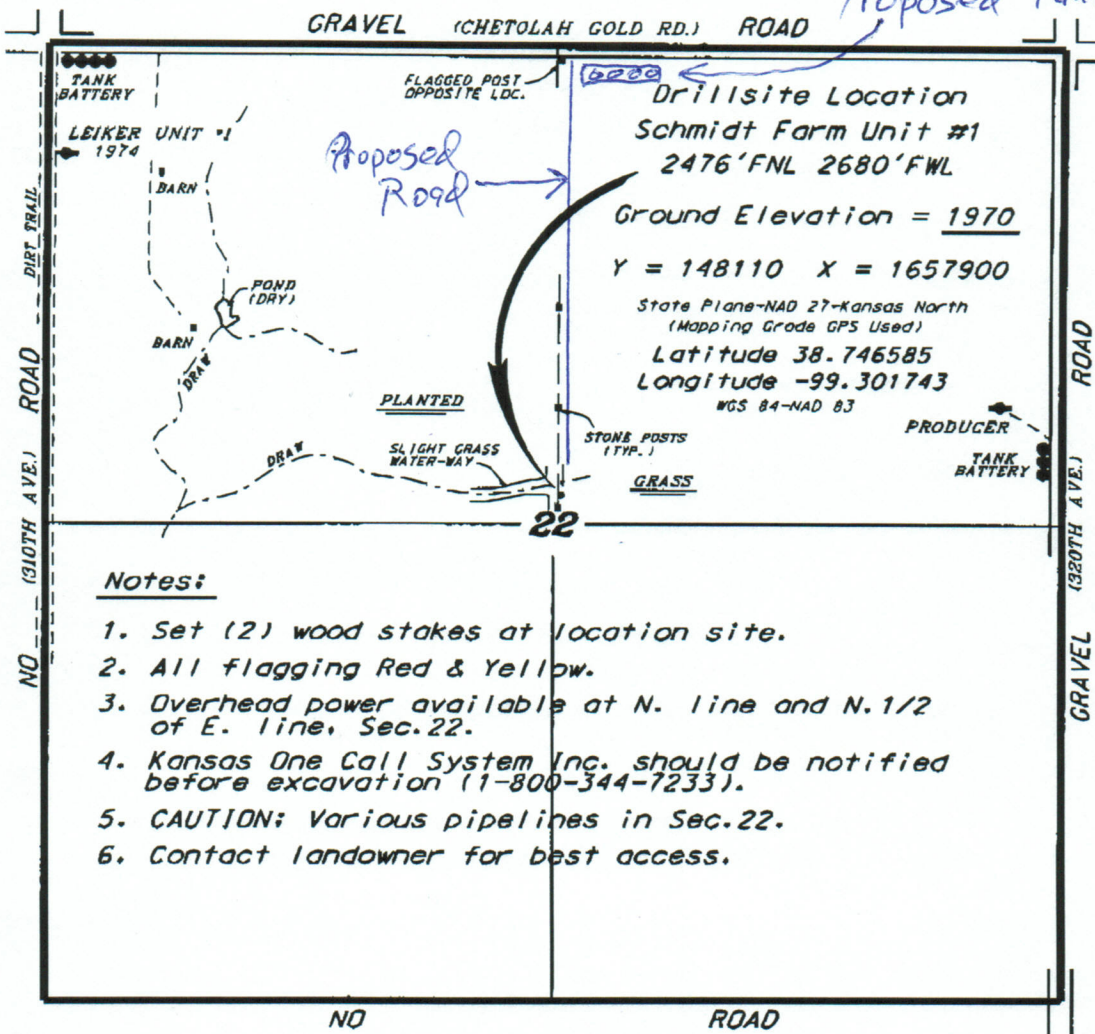 Proposed
GRAVEL (CHETOLAH GOLD RD.) ROAD
TANK
BATTERY
FLAGGED POST
OPPOSITE LOC.
LEIKER UNIT #1
1974
BARN
Proposed
Road
Drillsite Location
Schmidt Farm Unit #1
2476'FNL 2680'FWL
Ground Elevation = 1970
Y = 148110 X = 1657900
State Plane-NAD 27-Kansas North
(Mapping Grade GPS Used)
Latitude 38.746585
Longitude -99.301743
WGS 84-NAD 83
DIRT TRAIL
POND
(DRY)
BARN
DRAW
PLANTED
DRAW
SLIGHT GRASS
WATER-WAY
STONE POSTS
(TYP.)
GRASS
PRODUCER
TANK
BATTERY
22
NO (310TH AVE.) ROAD
GRAVEL (320TH AVE.) ROAD
Notes:
1. Set (2) wood stakes at location site.
2. All flagging Red & Yellow.
3. Overhead power available at N. line and N.1/2
of E. line, Sec.22.
4. Kansas One Call System Inc. should be notified
before excavation (1-800-344-7233).
5. CAUTION: Various pipelines in Sec.22.
6. Contact landowner for best access.
NO ROAD